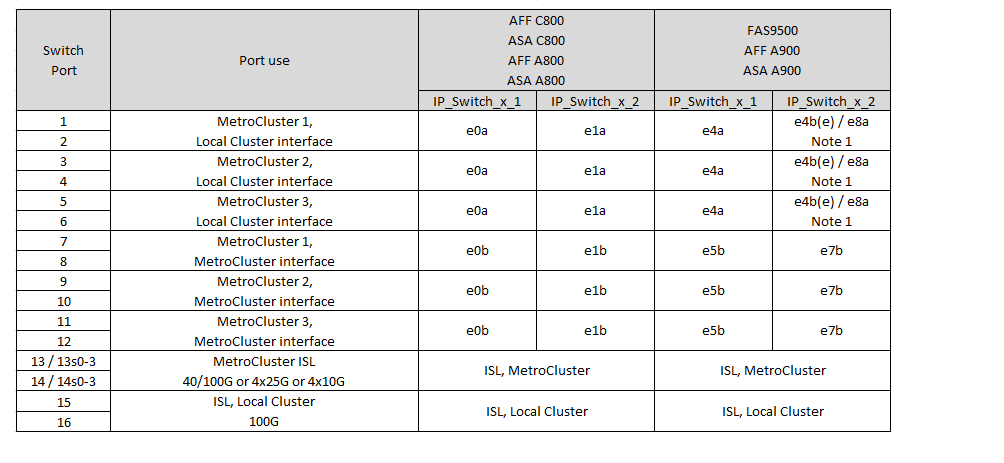 Switch
Port
Port use
AFF C800
ASA C800
AFF A800
ASA A800
FAS9500
AFF A900
ASA A900
IP_Switch_x_1
IP_Switch_x_2
IP_Switch_x_1
IP_Switch_x_2
1
2
MetroCluster 1,
Local Cluster interface
e0a
e1a
e4a
e4b(e) / e8a
Note 1
3
4
MetroCluster 2,
Local Cluster interface
e0a
e1a
e4a
e4b(e) / e8a
Note 1
5
6
MetroCluster 3,
Local Cluster interface
e0a
e1a
e4a
e4b(e) / e8a
Note 1
7
8
MetroCluster 1,
MetroCluster interface
e0b
e1b
e5b
e7b
9
10
MetroCluster 2,
MetroCluster interface
e0b
e1b
e5b
e7b
11
12
MetroCluster 3,
MetroCluster interface
e0b
e1b
e5b
e7b
13 / 13s0-3
14 / 14s0-3
MetroCluster ISL
40/100G or 4x25G or 4x10G
ISL, MetroCluster
ISL, MetroCluster
15
16
ISL, Local Cluster
100G
ISL, Local Cluster
ISL, Local Cluster